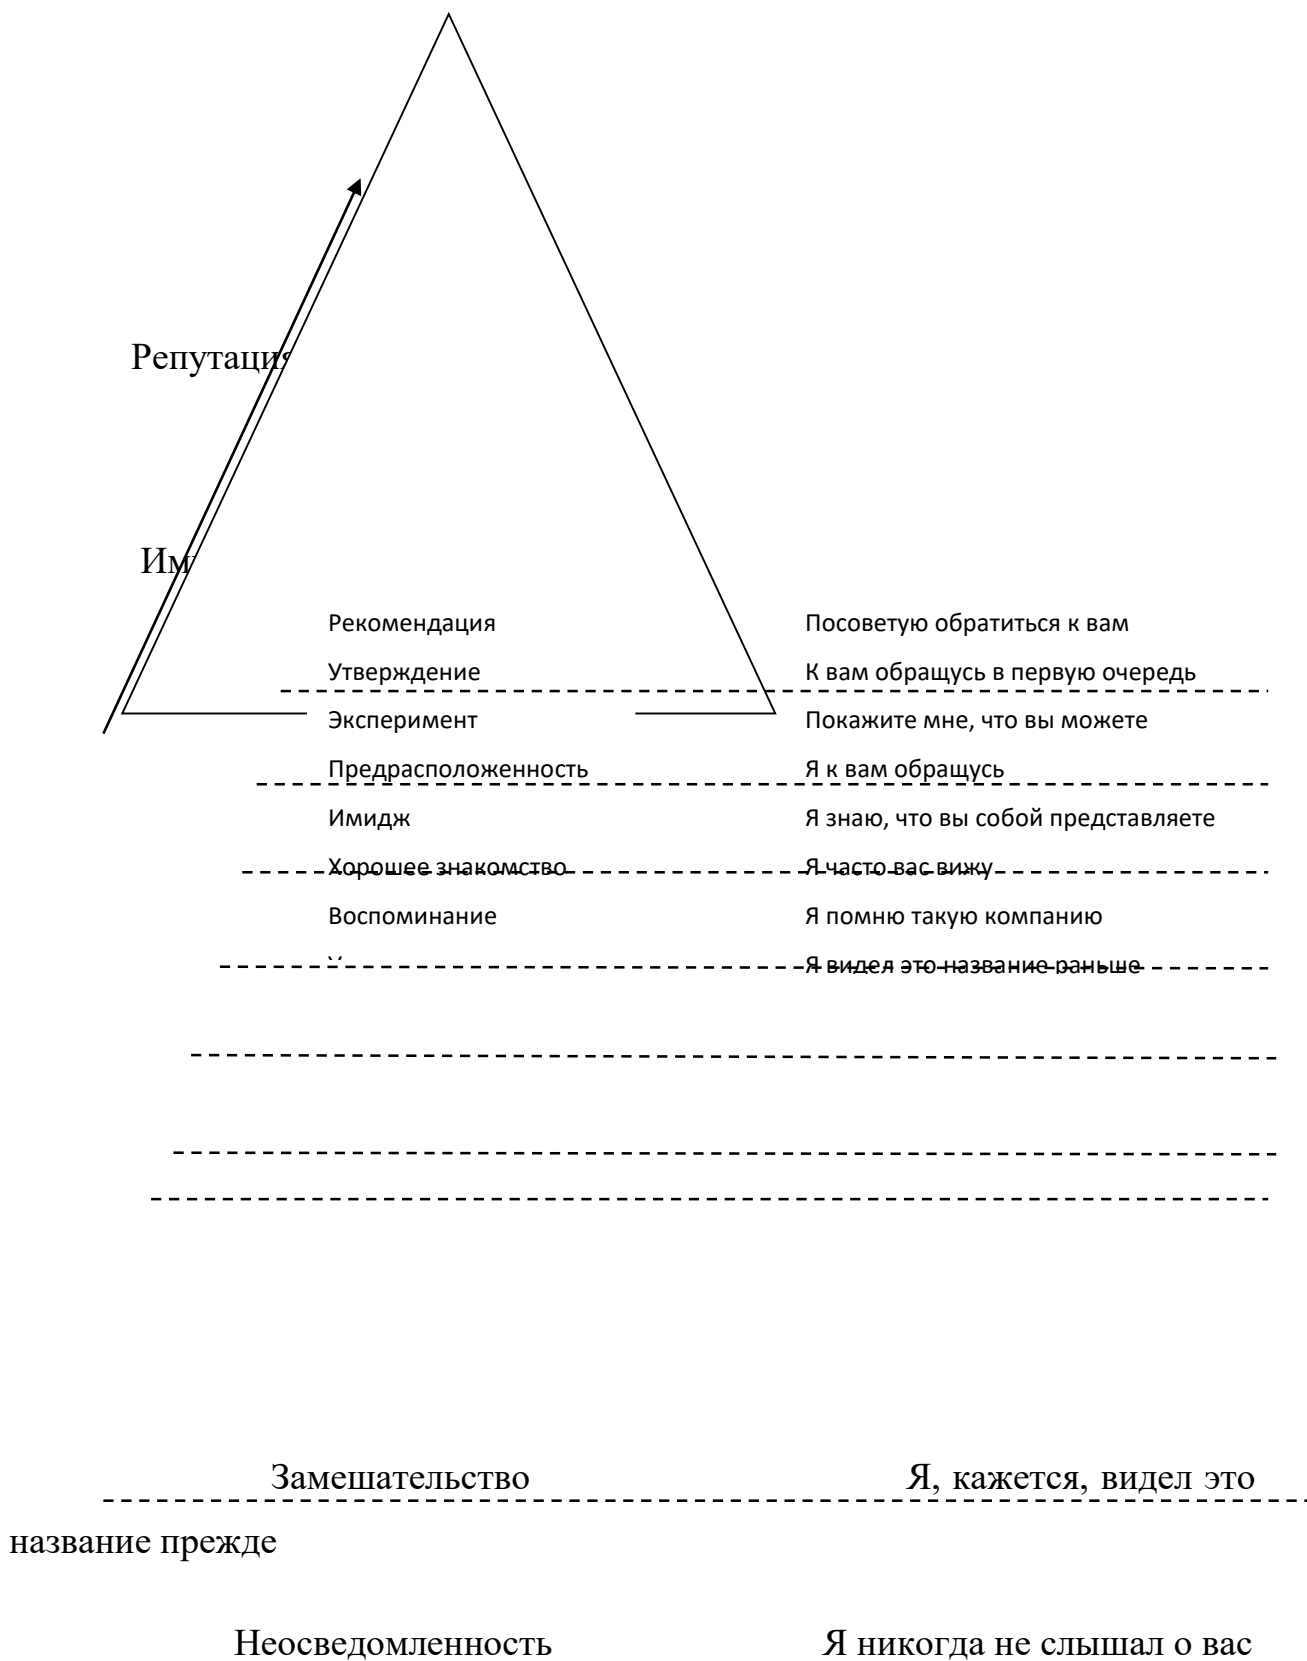 Репутация
Рекомендация Посоветую обратиться к вам
Утверждение К вам обращусь в первую очередь
Эксперимент Покажите мне, что вы можете
Предрасположенность Я к вам обращусь
Имидж Я знаю, что вы собой представляете
Хорошее знакомство Я часто вас вижу
Воспоминание Я помню такую компанию
Я видел это название раньше
Замешательство Я, кажется, видел это
название прежде
Неосведомленность Я никогда не слышал о вас